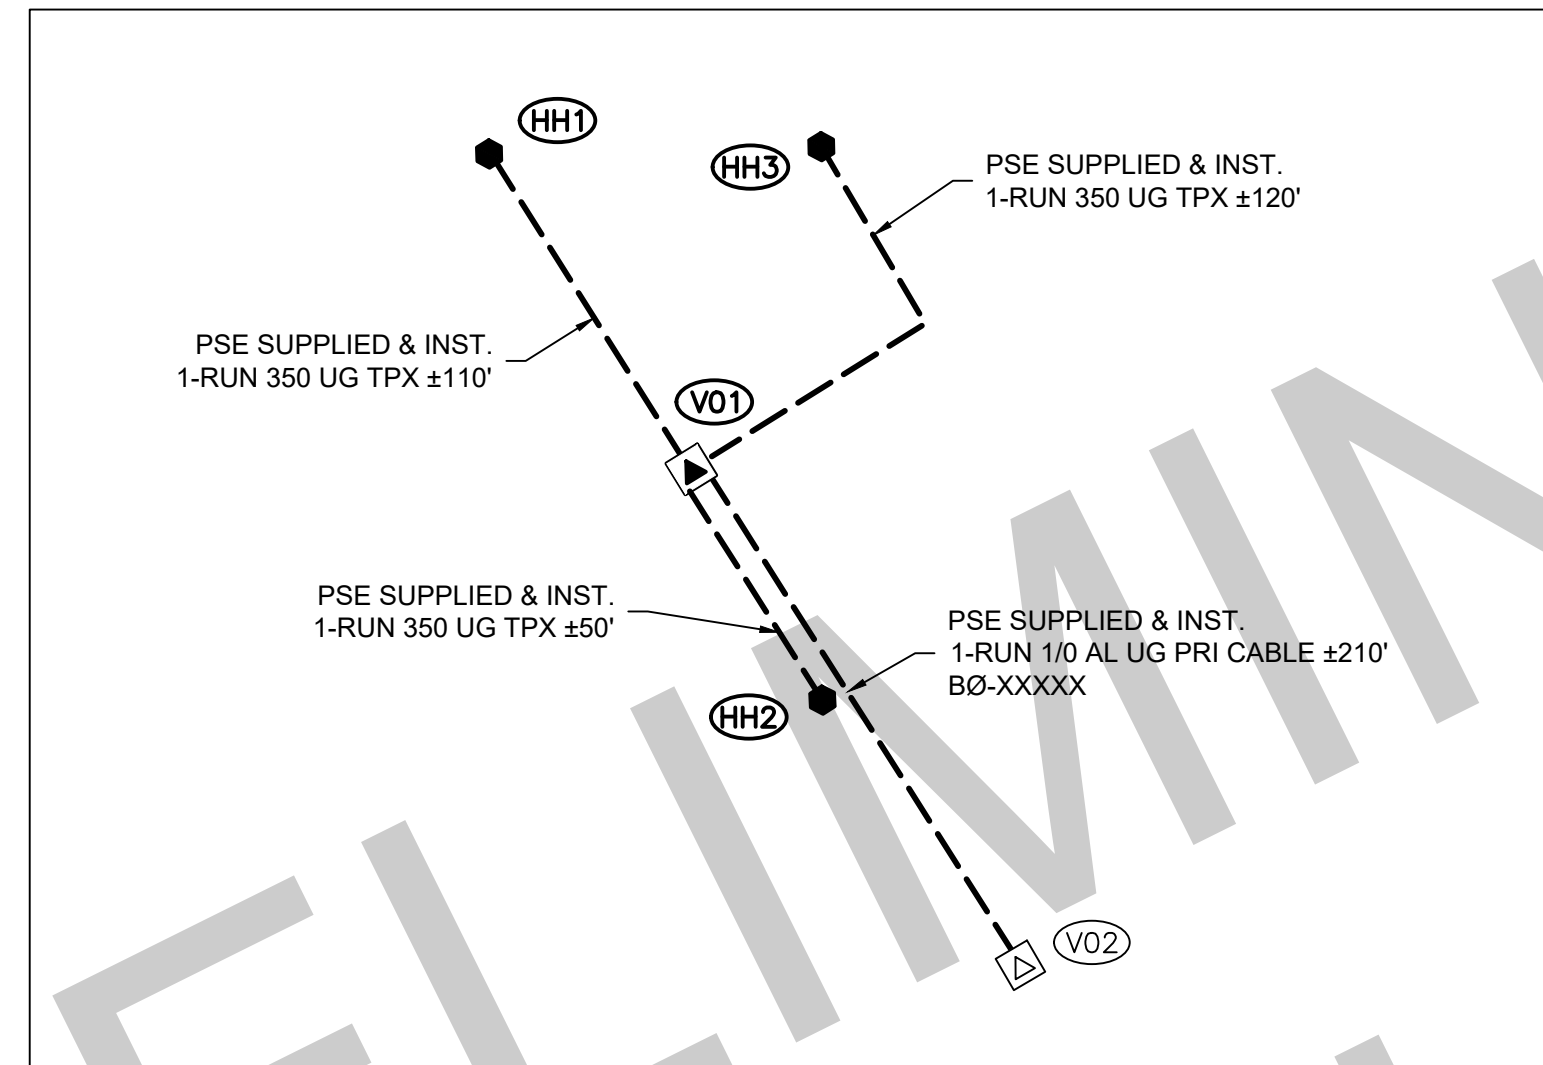 HH1
HH3
PSE SUPPLIED & INST.
1-RUN 350 UG TPX ±120'
PSE SUPPLIED & INST.
1-RUN 350 UG TPX ±110'
V01
PSE SUPPLIED & INST.
1-RUN 350 UG TPX ±50'
PSE SUPPLIED & INST.
1-RUN 1/0 AL UG PRI CABLE ±210'
BØ-XXXXX
HH2
V02
ELIMIN